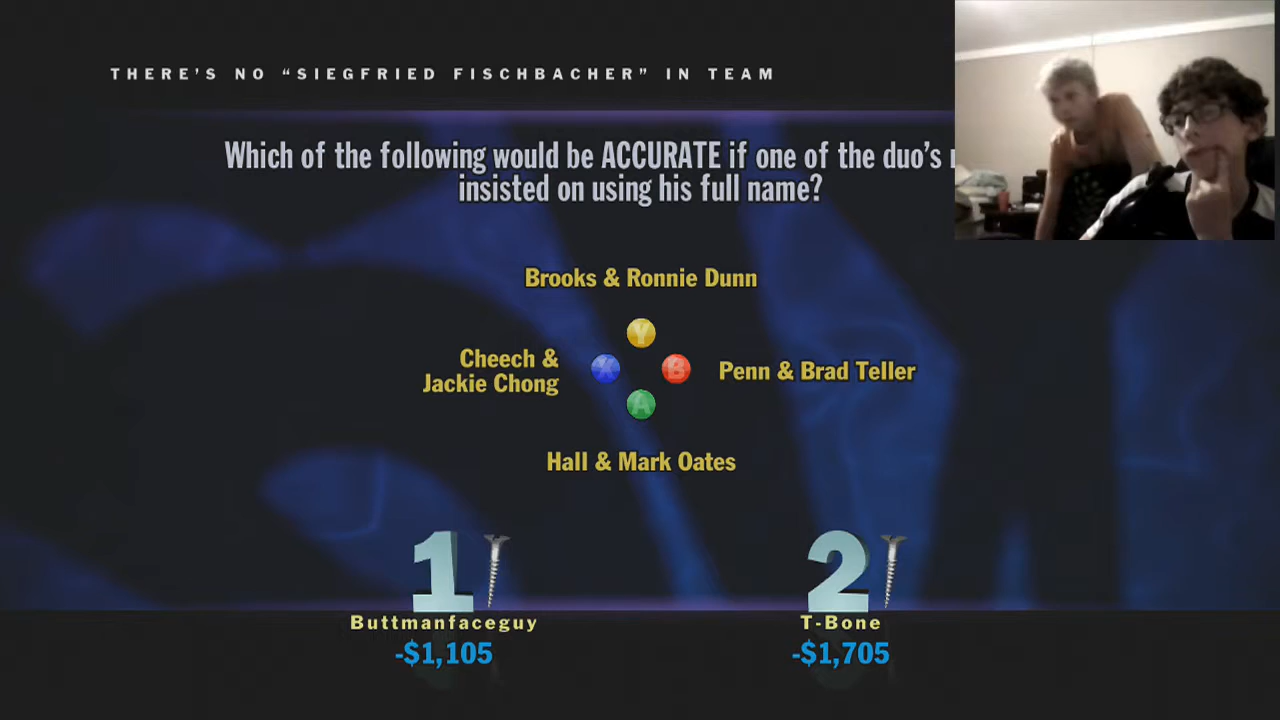 THERE'S NO “SIEGFRIED FISCHBACHER” IN TEAM
Which of the following would be ACCURATE if one of the duo's
insisted on using his full name?
Brooks & Ronnie Dunn
Y
Cheech &
Jackie Chong
X
B
Penn & Brad Teller
A
Hall & Mark Oates
1
2
Buttmanfaceguy
T-Bone
-$1,105
-$1,705